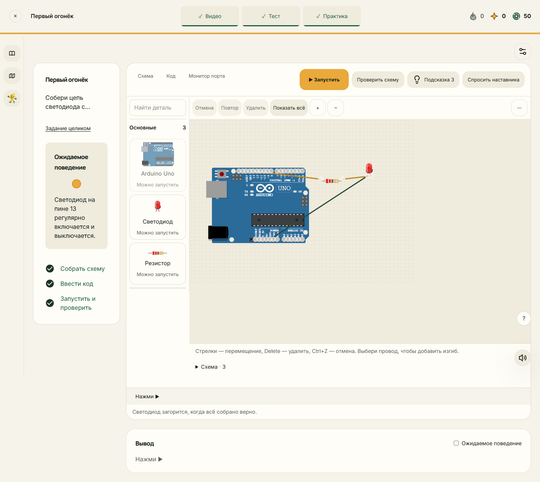 × Первый огонёк
✓ Видео ✓ Тест ✓ Практика
0 0 50
Первый огонёк
Собери цепь
светодиода с...
Задание целиком
Ожидаемое
поведение
Светодиод на
пине 13
регулярно
включается и
выключается.
Собрать схему
Ввести код
Запустить и
проверить
Схема Код Монитор порта
▶ Запустить Проверить схему Подсказка 3 Спросить наставника
Найти деталь
Отмена Повтор Удалить Показать всё + −
Основные 3
Arduino Uno
Можно запустить
Светодиод
Можно запустить
Резистор
Можно запустить
UNO
?
Стрелки — перемещение, Delete — удалить, Ctrl+Z — отмена. Выбери провод, чтобы добавить изгиб.
▶ Схема · 3
Нажми ▶
Светодиод загорится, когда всё собрано верно.
Вывод Ожидаемое поведение
Нажми ▶